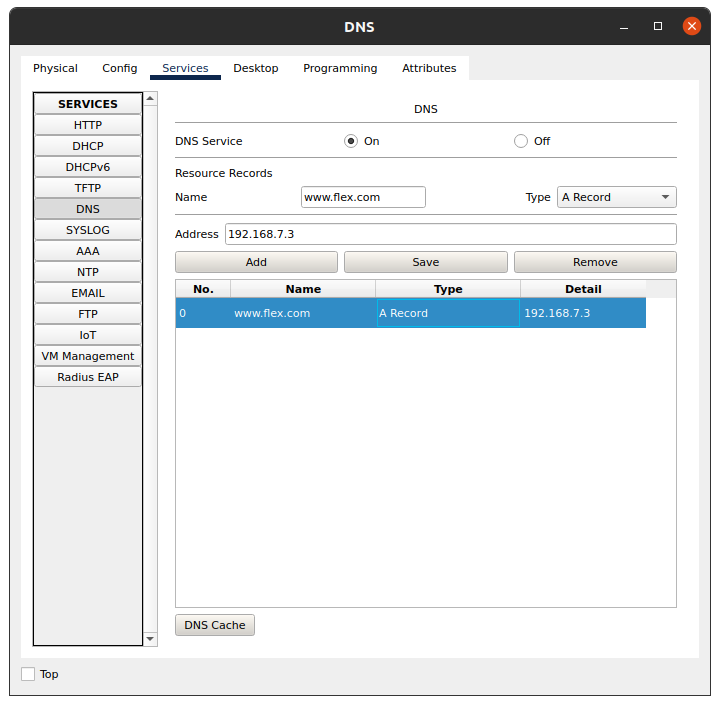 DNS
Physical Config Services Desktop Programming Attributes
SERVICES
HTTP
DHCP
DHCPv6
TFTP
DNS
SYSLOG
AAA
NTP
EMAIL
FTP
IoT
VM Management
Radius EAP
DNS
DNS Service On Off
Resource Records
Name www.flex.com Type A Record
Address 192.168.7.3
Add Save Remove
No. Name Type Detail
0 www.flex.com A Record 192.168.7.3
DNS Cache
Top